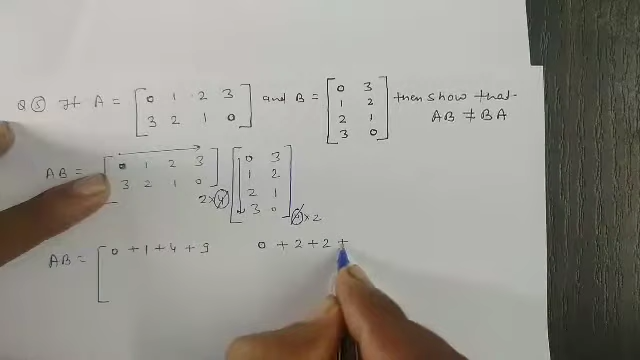 Q 5 If A = [ 0 1 2 3 and B = [ 0 3 then show that
3 2 1 0 ] 1 2 AB ≠ BA
2 1
3 0 ]
AB = [ 0 1 2 3 [ 0 3
3 2 1 0 ] 2×4 1 2
2 1
3 0 ] 4×2
AB = [ 0 + 1 + 4 + 9 0 + 2 + 2 +